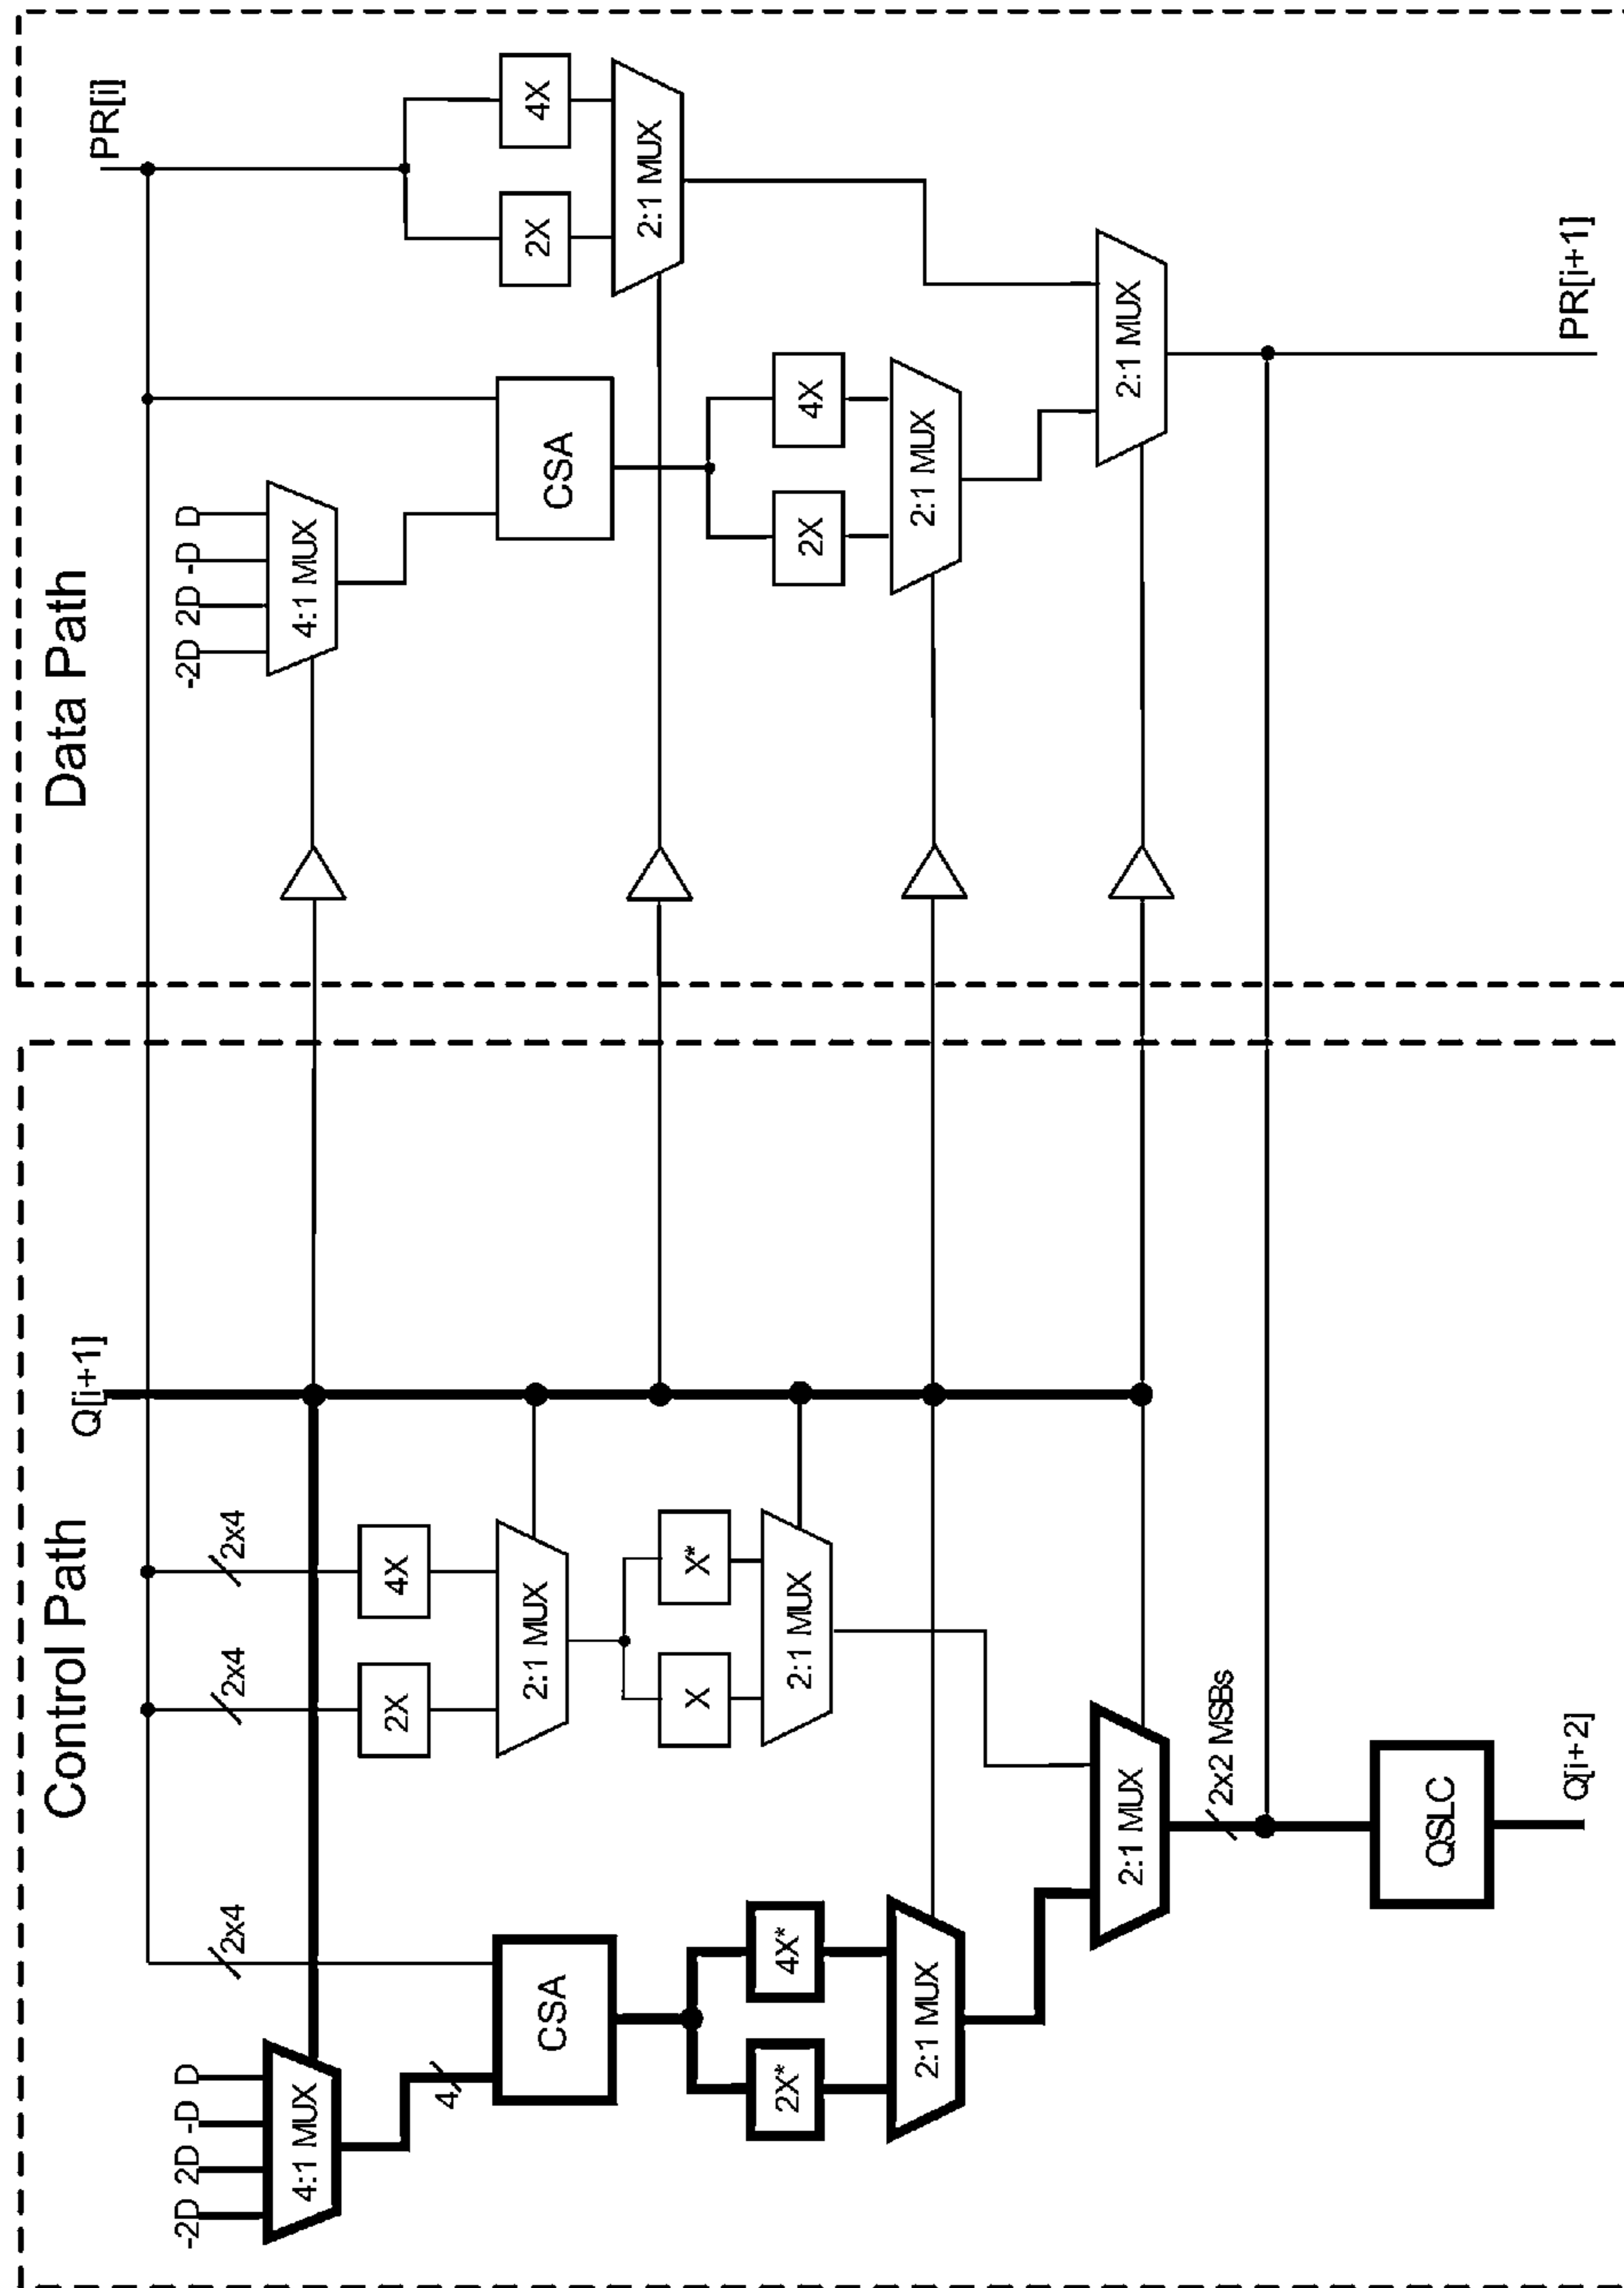 Control Path
Data Path
Q[i+1]
PR[i]
-2D 2D -D D
4:1 MUX
2x4
2x4
2x4
-2D 2D -D D
4:1 MUX
2X
4X
2X
4X
4
CSA
2:1 MUX
CSA
2:1 MUX
X
X*
2X*
4X*
2:1 MUX
2X
4X
2:1 MUX
2:1 MUX
2:1 MUX
2:1 MUX
2x2 MSBs
QSLC
Q[i+2]
PR[i+1]